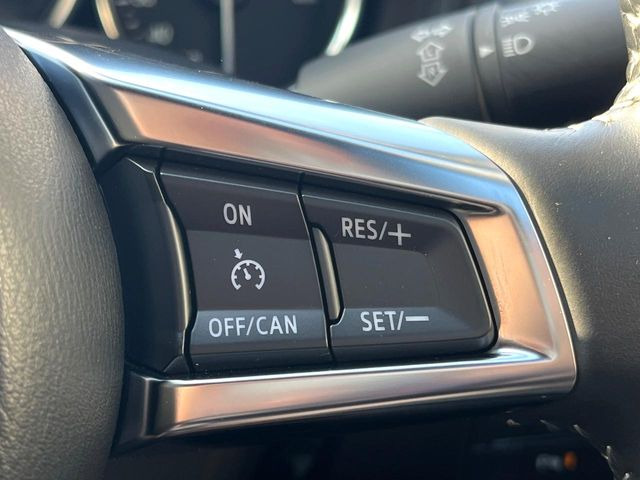 ON
RES/+
OFF/CAN
SET/−